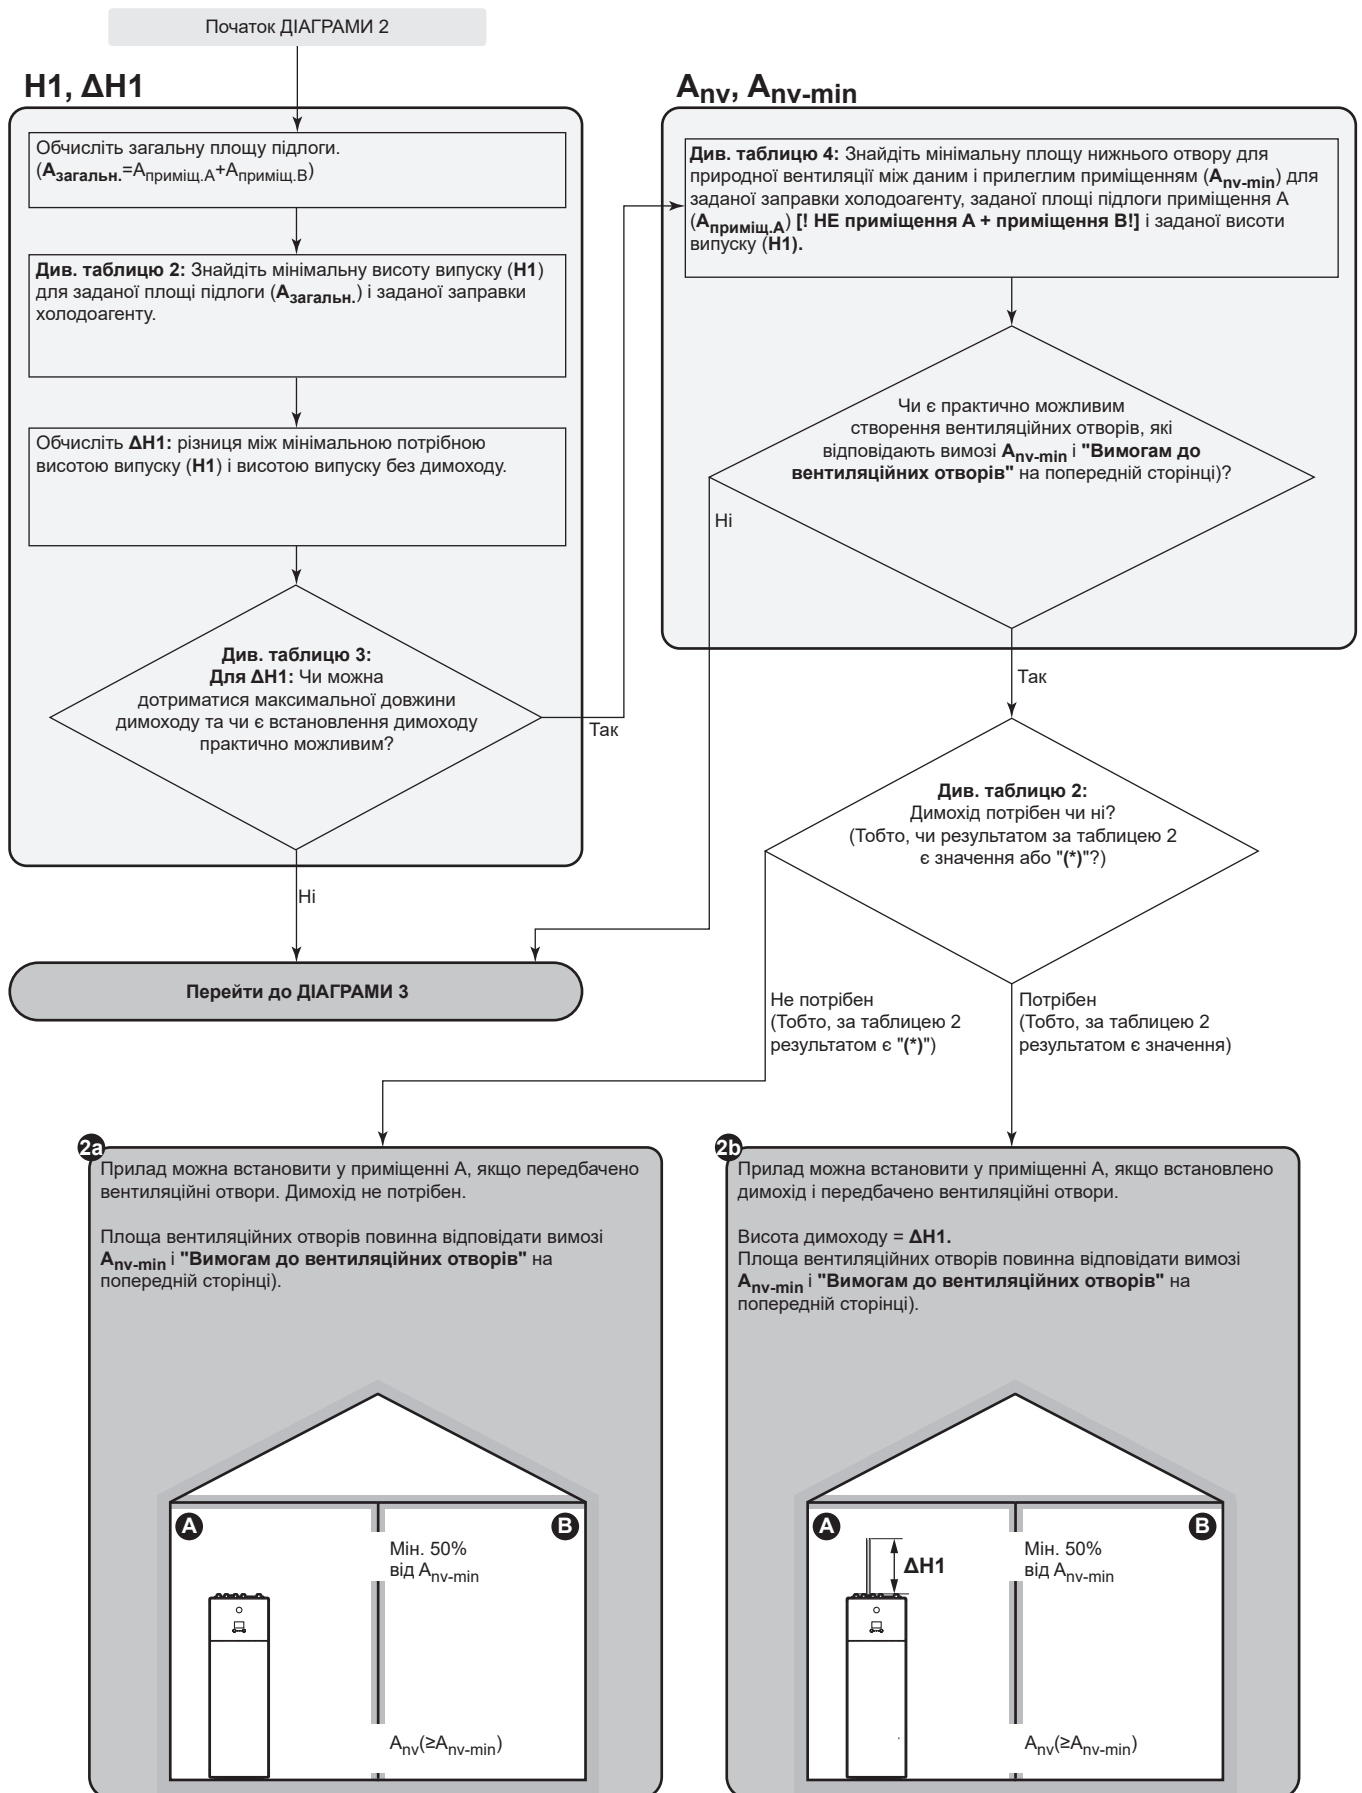 Початок ДІАГРАМИ 2
H1, ΔH1
Обчисліть загальну площу підлоги.
(Aзагальн.=Aприміщ.A+Aприміщ.B)
Див. таблицю 2: Знайдіть мінімальну висоту випуску (H1)
для заданої площі підлоги (Aзагальн.) і заданої заправки
холодоагенту.
Обчисліть ΔH1: різниця між мінімальною потрібною
висотою випуску (H1) і висотою випуску без димоходу.
Див. таблицю 3:
Для ΔH1: Чи можна
дотриматися максимальної довжини
димоходу та чи є встановлення димоходу
практично можливим?
Так
Ні
Перейти до ДІАГРАМИ 3
Anv, Anv-min
Див. таблицю 4: Знайдіть мінімальну площу нижнього отвору для
природної вентиляції між даним і прилеглим приміщенням (Anv-min) для
заданої заправки холодоагенту, заданої площі підлоги приміщення A
(Aприміщ.A) [! НЕ приміщення A + приміщення B!] і заданої висоти
випуску (H1).
Чи є практично можливим
створення вентиляційних отворів, які
відповідають вимозі Anv-min і "Вимогам до
вентиляційних отворів" на попередній сторінці)?
Ні
Так
Див. таблицю 2:
Димохід потрібен чи ні?
(Тобто, чи результатом за таблицею 2
є значення або "(*)"?)
Не потрібен
(Тобто, за таблицею 2
результатом є "(*)")
Потрібен
(Тобто, за таблицею 2
результатом є значення)
2a
Прилад можна встановити у приміщенні A, якщо передбачено
вентиляційні отвори. Димохід не потрібен.
Площа вентиляційних отворів повинна відповідати вимозі
Anv-min і "Вимогам до вентиляційних отворів" на
попередній сторінці).
A
B
Мін. 50%
від Anv-min
Anv(≥Anv-min)
2b
Прилад можна встановити у приміщенні A, якщо встановлено
димохід і передбачено вентиляційні отвори.
Висота димоходу = ΔH1.
Площа вентиляційних отворів повинна відповідати вимозі
Anv-min і "Вимогам до вентиляційних отворів" на
попередній сторінці).
A
B
ΔH1
Мін. 50%
від Anv-min
Anv(≥Anv-min)